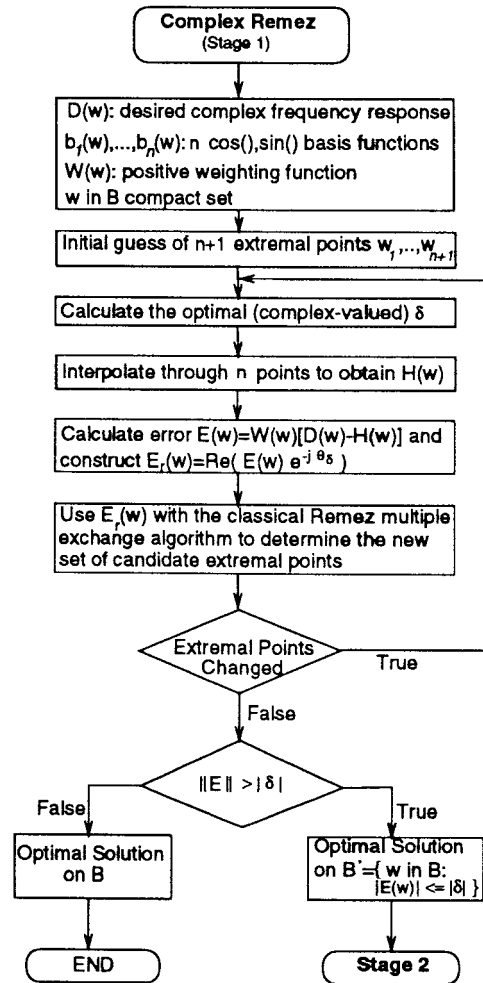 Complex Remez
(Stage 1)
D(w): desired complex frequency response
b₁(w),...,bₙ(w): n cos(),sin() basis functions
W(w): positive weighting function
w in B compact set
Initial guess of n+1 extremal points w₁,..,wₙ₊₁
Calculate the optimal (complex-valued) δ
Interpolate through n points to obtain H(w)
Calculate error E(w)=W(w)[D(w)-H(w)] and
construct Eᵣ(w)=Re( E(w) e^{-j θ_δ} )
Use Eᵣ(w) with the classical Remez multiple
exchange algorithm to determine the new
set of candidate extremal points
Extremal Points
Changed
True
False
||E|| > |δ|
False
True
Optimal Solution
on B
Optimal Solution
on B'={ w in B:
|E(w)| <= |δ| }
END
Stage 2